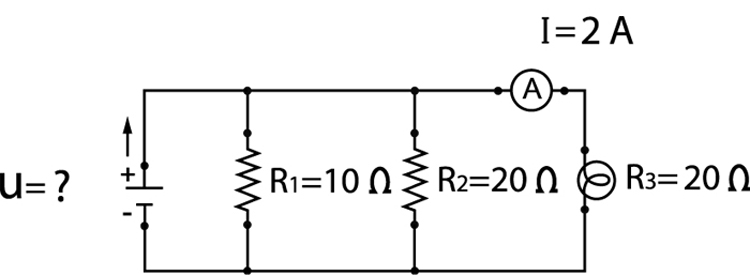 I=2 A
A
u= ?
+
-
R1=10 Ω
R2=20 Ω
R3= 20 Ω